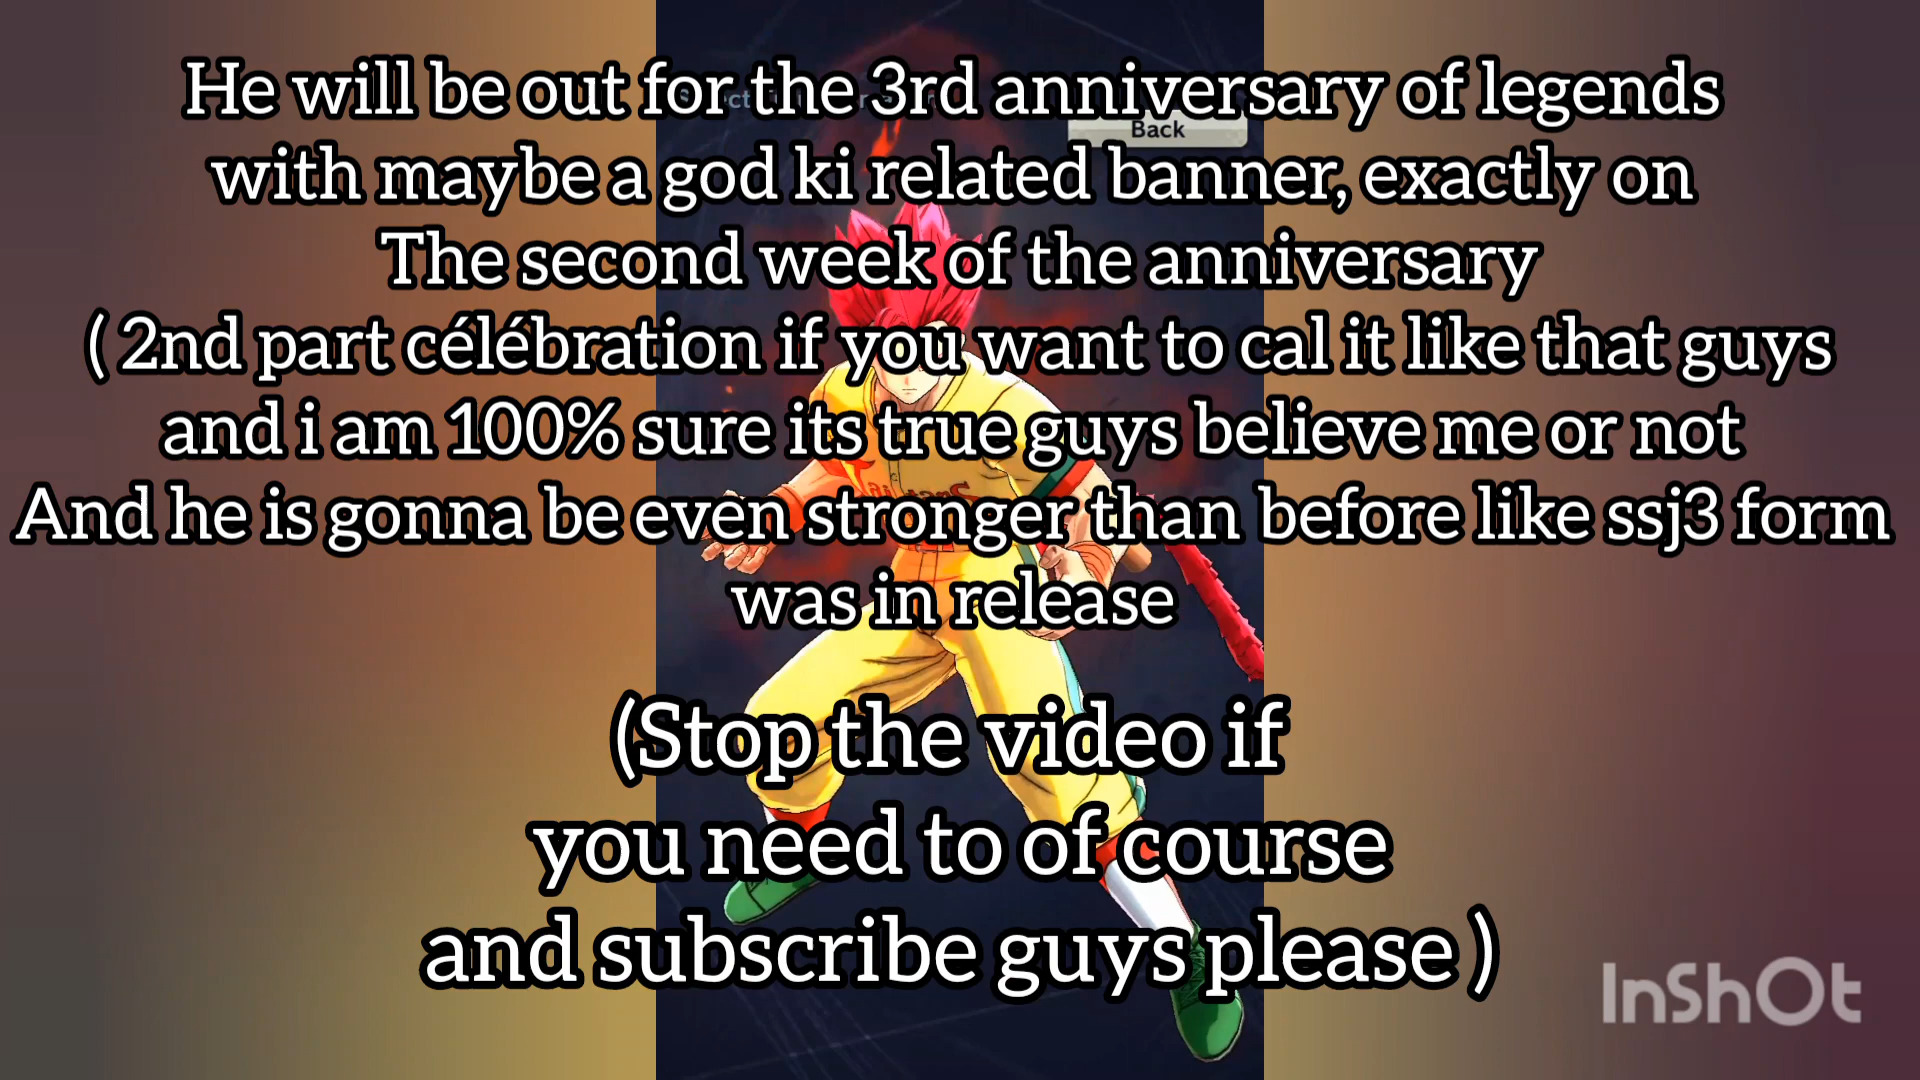 He will be out for the 3rd anniversary of legends
Back
with maybe a god ki related banner, exactly on
The second week of the anniversary
( 2nd part célébration if you want to cal it like that guys
and i am 100% sure its true guys believe me or not
And he is gonna be even stronger than before like ssj3 form
was in release
(Stop the video if
you need to of course
and subscribe guys please )
InShOt